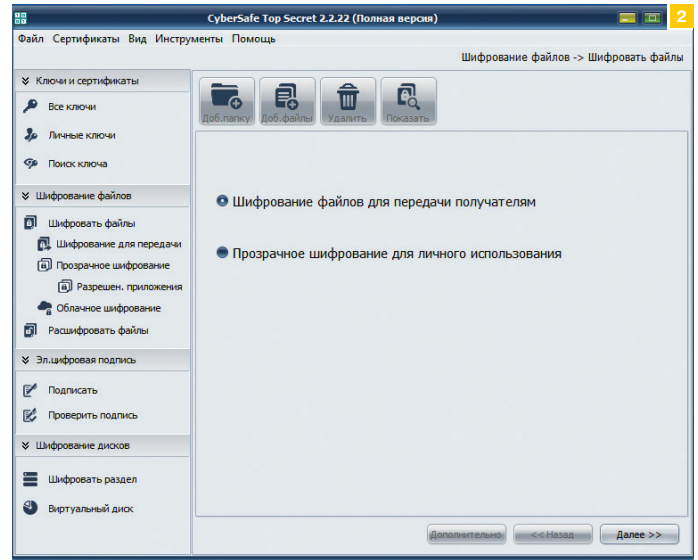 CyberSafe Top Secret 2.2.22 (Полная версия)
2
Файл Сертификаты Вид Инструменты Помощь
Шифрование файлов -> Шифровать файлы
Ключи и сертификаты
Все ключи
Личные ключи
Поиск ключа
Шифрование файлов
Шифровать файлы
Шифрование для передачи
Прозрачное шифрование
Разрешен. приложения
Облачное шифрование
Расшифровать файлы
Эл.цифровая подпись
Подписать
Проверить подпись
Шифрование дисков
Шифровать раздел
Виртуальный диск
Доб.папку Доб.файлы Удалить Показать
Шифрование файлов для передачи получателям
Прозрачное шифрование для личного использования
Дополнительно << Назад Далее >>